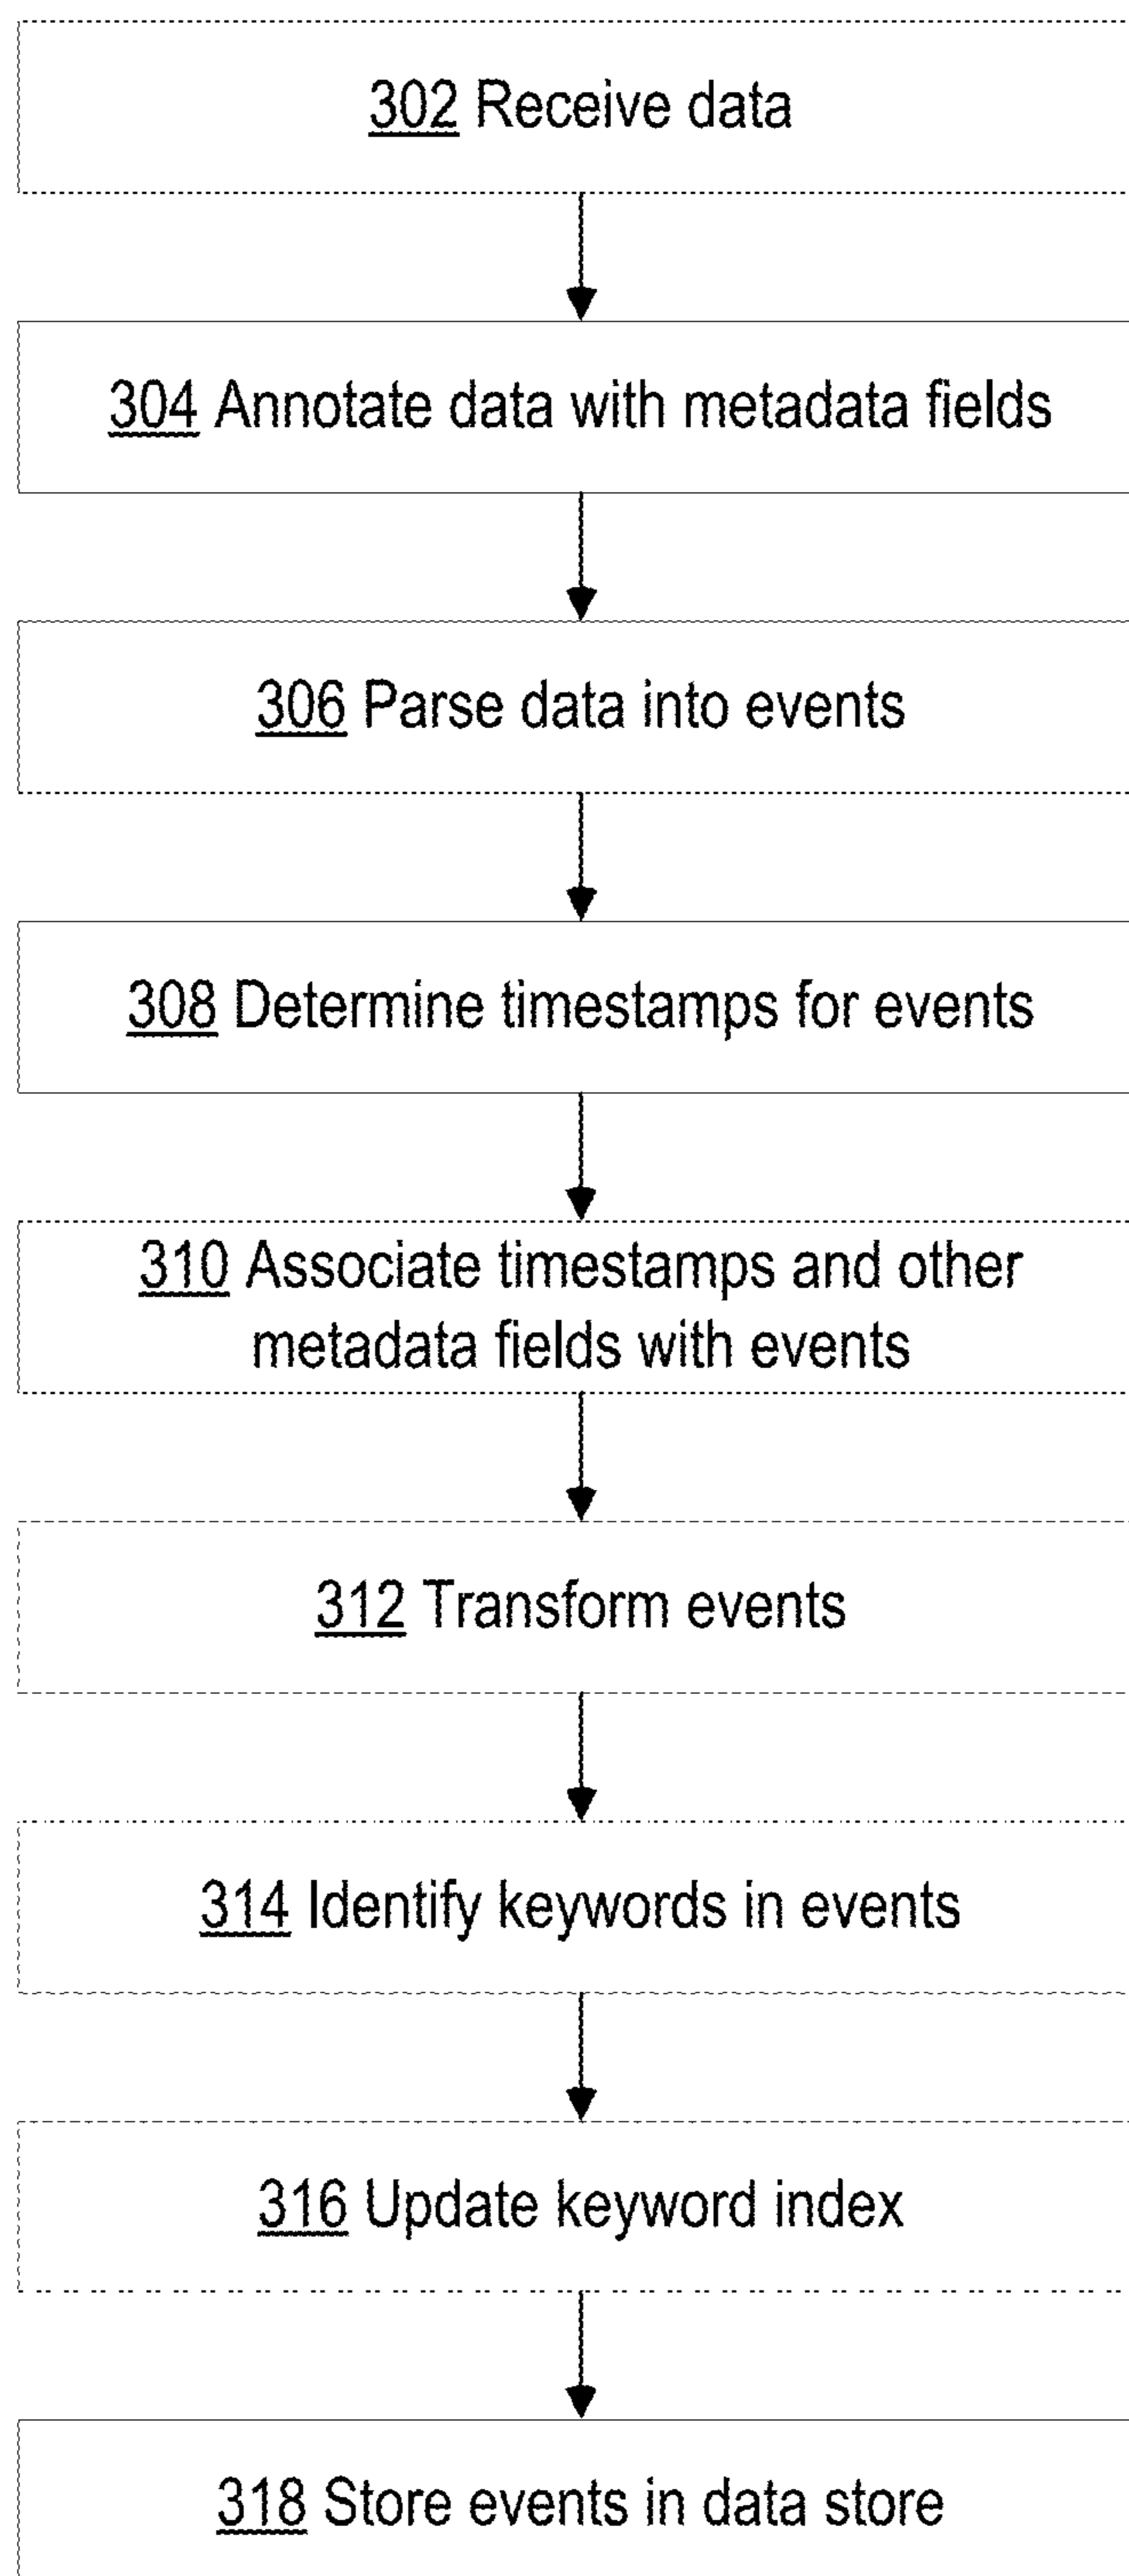 302 Receive data
304 Annotate data with metadata fields
306 Parse data into events
308 Determine timestamps for events
310 Associate timestamps and other
metadata fields with events
312 Transform events
314 Identify keywords in events
316 Update keyword index
318 Store events in data store